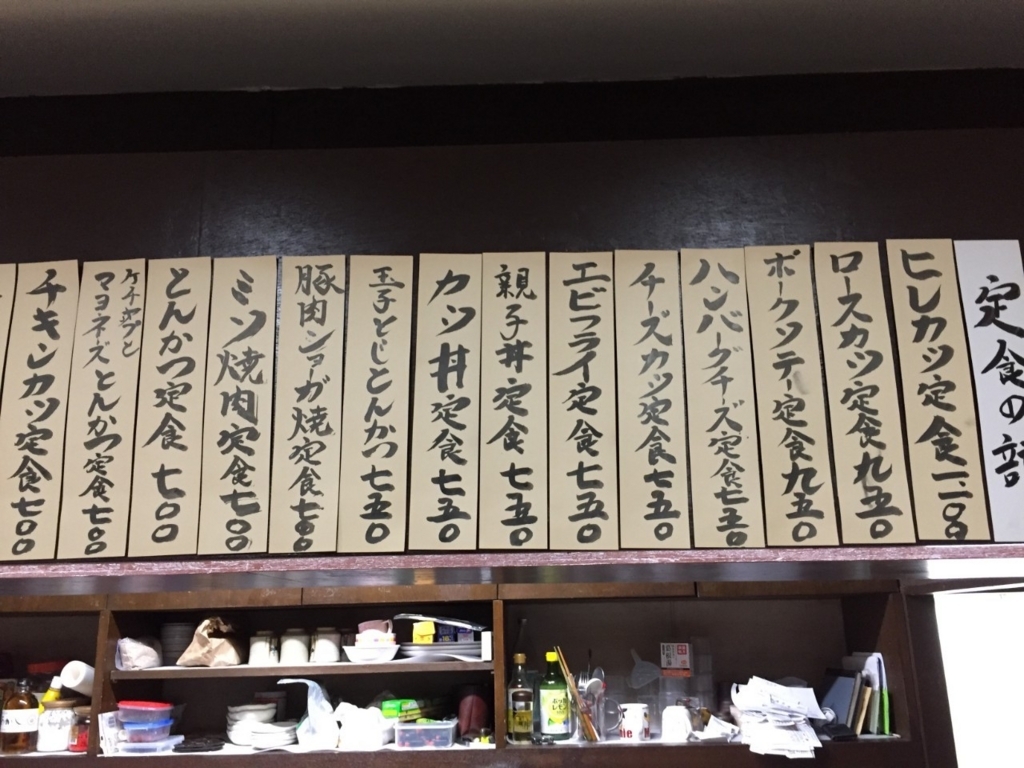 定食の部
ヒレカツ定食一、一〇〇
ロースカツ定食九五〇
ポークソテー定食九五〇
ハンバーグチーズ定食七五〇
チーズカツ定食七五〇
エビフライ定食七五〇
親子丼定食七五〇
カツ丼定食七五〇
玉子とじとんかつ七五〇
豚肉ショウガ焼定食七〇〇
ミソ焼肉定食七〇〇
とんかつ定食七〇〇
ケチャップと
マヨネーズとんかつ定食七〇〇
チキンカツ定食七〇〇